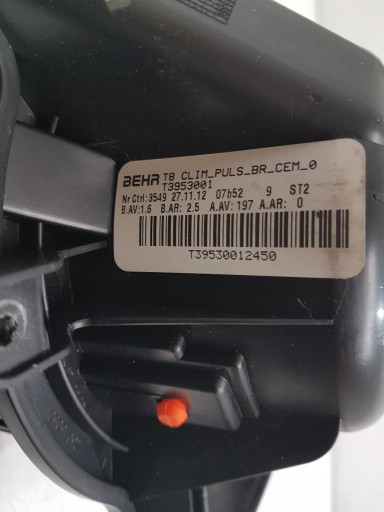 BEHR T8 CLIM_PULS_BR_CEM_0
T3953001
Nr Ctrl:3549 27.11.12 07h52 9 ST2
B.AV:1.6 B.AR: 2.5 A.AV: 197 A.AR: 0
T39530012450